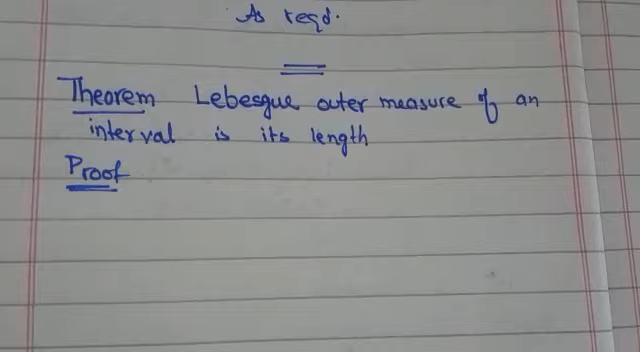 As reqd.
Theorem Lebesgue outer measure of an
interval is its length
Proof